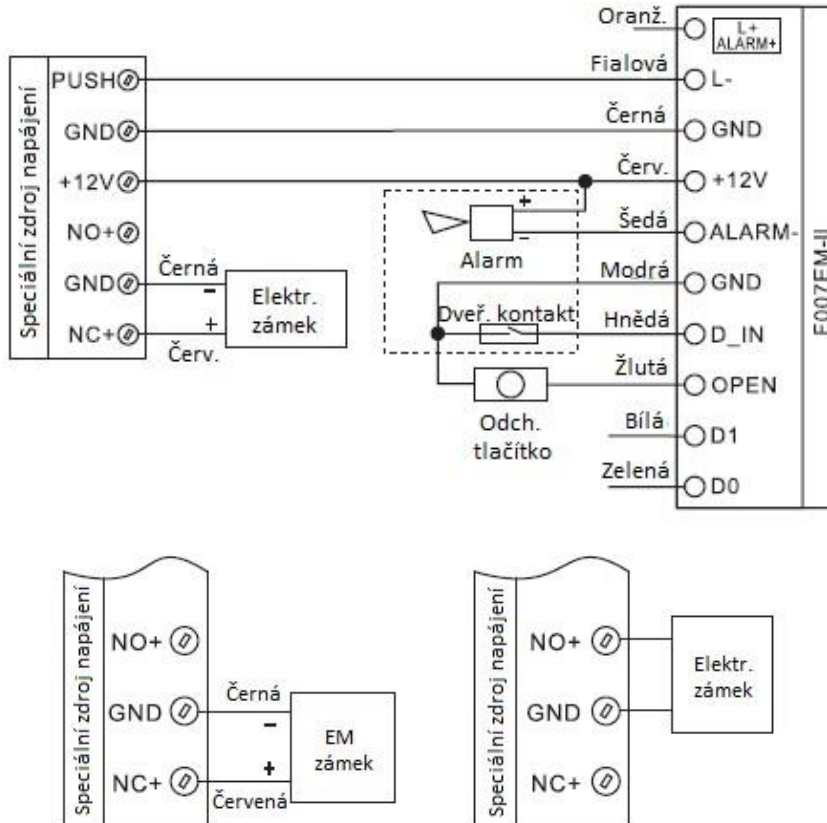 Oranž.
L+
ALARM+
Speciální zdroj napájení
PUSH
Fialová
L-
GND
Černá
GND
+12V
Červ.
+12V
+
NO+
–
Šedá
ALARM-
Alarm
GND
Černá
–
Elektr.
zámek
Modrá
GND
NC+
+
Červ.
Dveř. kontakt
Hnědá
D_IN
Žlutá
OPEN
Odch.
tlačítko
Bílá
D1
Zelená
D0
F007EM-II
Speciální zdroj napájení
NO+
GND
Černá
–
EM
zámek
NC+
+
Červená
Speciální zdroj napájení
NO+
Elektr.
zámek
GND
NC+